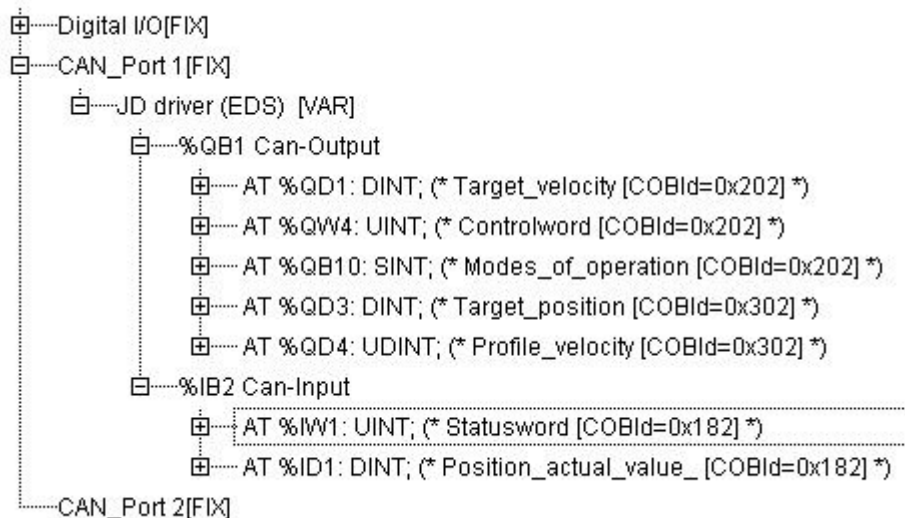 Digital I/O[FIX]
CAN_Port 1[FIX]
JD driver (EDS) [VAR]
%QB1 Can-Output
AT %QD1: DINT; (* Target_velocity [COBId=0x202] *)
AT %QW4: UINT; (* Controlword [COBId=0x202] *)
AT %QB10: SINT; (* Modes_of_operation [COBId=0x202] *)
AT %QD3: DINT; (* Target_position [COBId=0x302] *)
AT %QD4: UDINT; (* Profile_velocity [COBId=0x302] *)
%IB2 Can-Input
AT %IW1: UINT; (* Statusword [COBId=0x182] *)
AT %ID1: DINT; (* Position_actual_value_ [COBId=0x182] *)
CAN_Port 2[FIX]